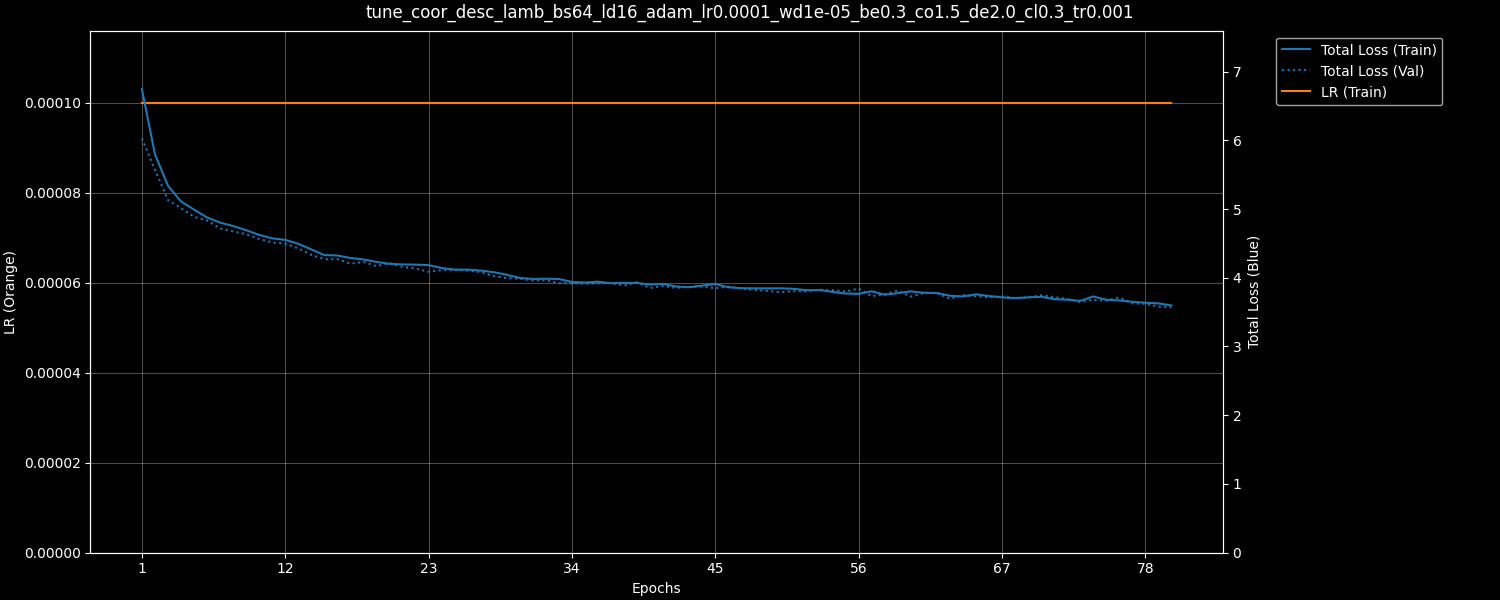 tune_coor_desc_lamb_bs64_ld16_adam_lr0.0001_wd1e-05_be0.3_co1.5_de2.0_cl0.3_tr0.001
Total Loss (Train)
Total Loss (Val)
LR (Train)
LR (Orange)
0.00010
0.00008
0.00006
0.00004
0.00002
0.00000
7
6
5
4
3
2
1
0
Total Loss (Blue)
1 12 23 34 45 56 67 78
Epochs